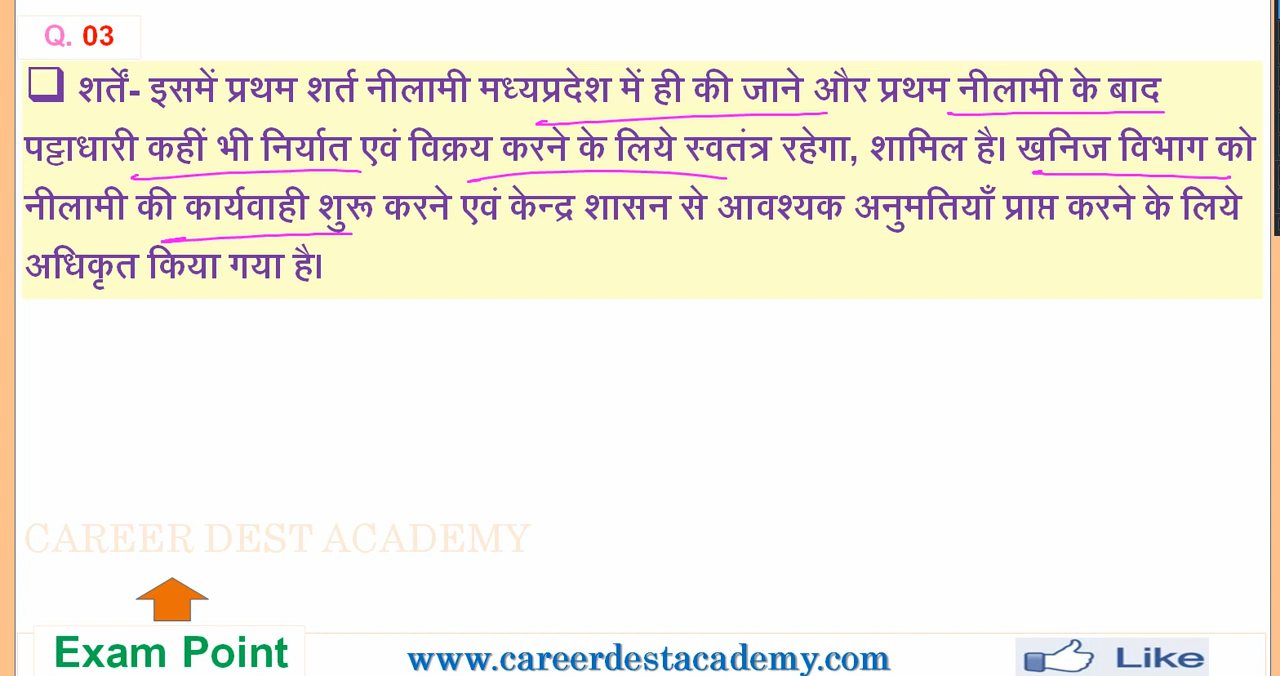 Q. 03
❑ शर्तें- इसमें प्रथम शर्त नीलामी मध्यप्रदेश में ही की जाने और प्रथम नीलामी के बाद
पट्टाधारी कहीं भी निर्यात एवं विक्रय करने के लिये स्वतंत्र रहेगा, शामिल है। खनिज विभाग को
नीलामी की कार्यवाही शुरू करने एवं केन्द्र शासन से आवश्यक अनुमतियाँ प्राप्त करने के लिये
अधिकृत किया गया है।
CAREER DEST ACADEMY
Exam Point
www.careerdestacademy.com
Like